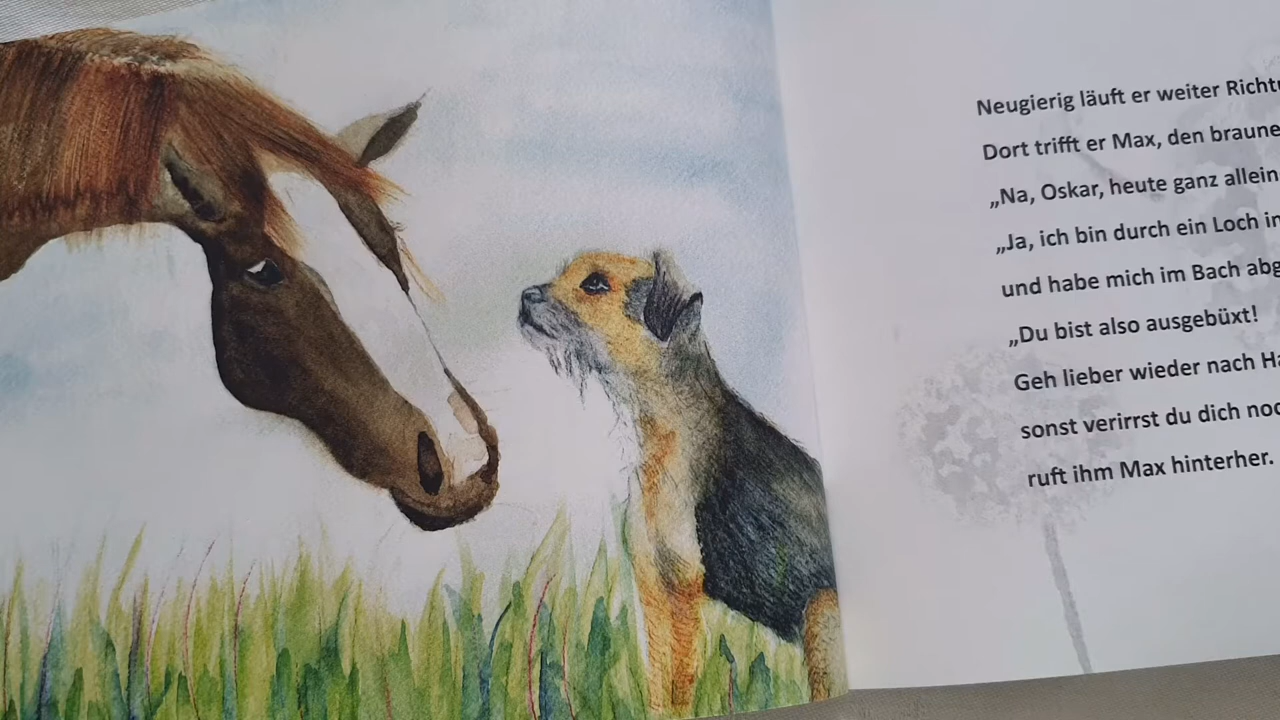 Neugierig läuft er weiter
Dort trifft er Max, den
„Na, Oskar, heute ganz allein
„Ja, ich bin durch ein Loch
und habe mich im Bach
„Du bist also ausgebüxt!
Geh lieber wieder nach
sonst verirrst du dich
ruft ihm Max hinterher.